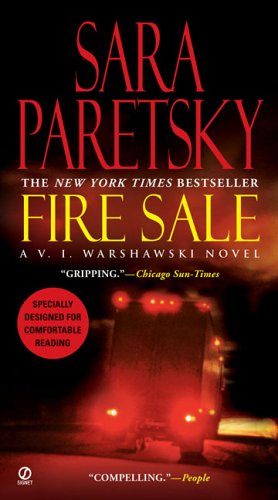 SARA
PARETSKY
THE NEW YORK TIMES BESTSELLER
FIRE SALE
A V. I. WARSHAWSKI NOVEL
“GRIPPING.”—Chicago Sun-Times
SPECIALLY
DESIGNED FOR
COMFORTABLE
READING
SIGNET
“COMPELLING.”—People